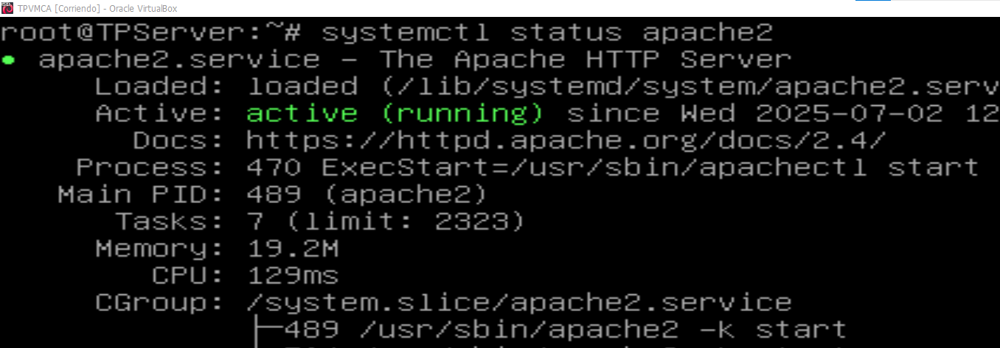 TPVMCA [Corriendo] - Oracle VirtualBox
root@TPServer:~# systemctl status apache2
● apache2.service - The Apache HTTP Server
Loaded: loaded (/lib/systemd/system/apache2.serv
Active: active (running) since Wed 2025-07-02 12
Docs: https://httpd.apache.org/docs/2.4/
Process: 470 ExecStart=/usr/sbin/apachectl start
Main PID: 489 (apache2)
Tasks: 7 (limit: 2323)
Memory: 19.2M
CPU: 129ms
CGroup: /system.slice/apache2.service
├─489 /usr/sbin/apache2 -k start